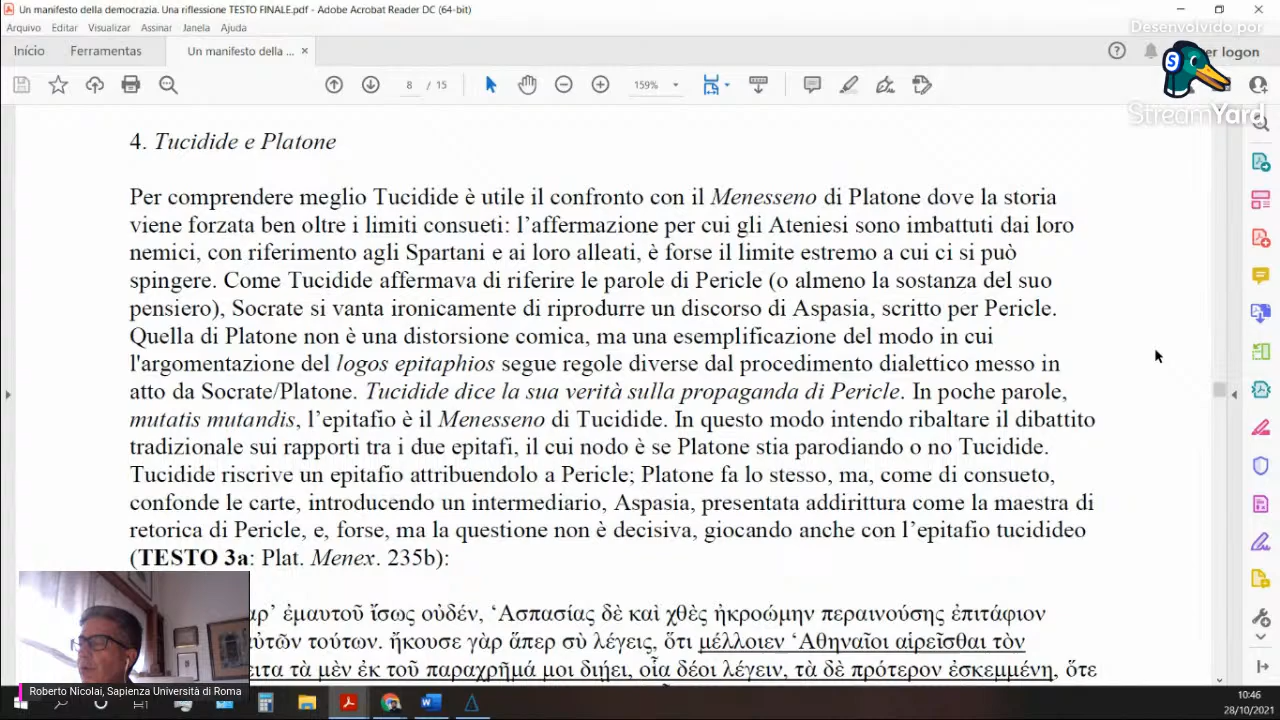 Un manifesto della democrazia. Una riflessione TESTO FINALE.pdf - Adobe Acrobat Reader DC (64-bit)
Desenvolvido por
Arquivo Editar Visualizar Assinar Janela Ajuda
Início Ferramentas Un manifesto della ... × logon
StreamYard
8 / 15 159%
4. Tucidide e Platone
Per comprendere meglio Tucidide è utile il confronto con il Menesseno di Platone dove la storia
viene forzata ben oltre i limiti consueti: l’affermazione per cui gli Ateniesi sono imbattuti dai loro
nemici, con riferimento agli Spartani e ai loro alleati, è forse il limite estremo a cui ci si può
spingere. Come Tucidide affermava di riferire le parole di Pericle (o almeno la sostanza del suo
pensiero), Socrate si vanta ironicamente di riprodurre un discorso di Aspasia, scritto per Pericle.
Quella di Platone non è una distorsione comica, ma una esemplificazione del modo in cui
l'argomentazione del logos epitaphios segue regole diverse dal procedimento dialettico messo in
atto da Socrate/Platone. Tucidide dice la sua verità sulla propaganda di Pericle. In poche parole,
mutatis mutandis, l’epitafio è il Menesseno di Tucidide. In questo modo intendo ribaltare il dibattito
tradizionale sui rapporti tra i due epitafi, il cui nodo è se Platone stia parodiando o no Tucidide.
Tucidide riscrive un epitafio attribuendolo a Pericle; Platone fa lo stesso, ma, come di consueto,
confonde le carte, introducendo un intermediario, Aspasia, presentata addirittura come la maestra di
retorica di Pericle, e, forse, ma la questione non è decisiva, giocando anche con l’epitafio tucidideo
(TESTO 3a: Plat. Menex. 235b):
ἐμαυτοῦ ἴσως οὐδέν, ‘Ασπασίας δὲ καὶ χθὲς ἠκροώμην περαινούσης ἐπιτάφιον
τούτων. ἤκουσε γὰρ ἅπερ σὺ λέγεις, ὅτι μέλλοιεν ‘Αθηναῖοι αἱρεῖσθαι τὸν
τὰ μὲν ἐκ τοῦ παραχρῆμά μοι διῄει, οἷα δέοι λέγειν, τὰ δὲ πρότερον ἐσκεμμένη, ὅτε
Roberto Nicolai, Sapienza Università di Roma
10:46
28/10/2021